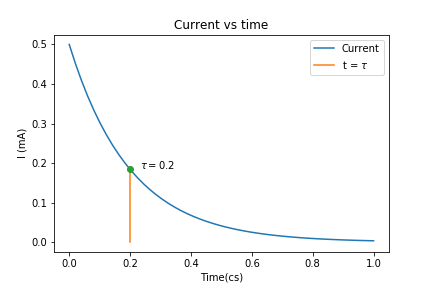 Current vs time
Current
t = τ
τ = 0.2
I (mA)
0.5
0.4
0.3
0.2
0.1
0.0
0.0 0.2 0.4 0.6 0.8 1.0
Time(cs)